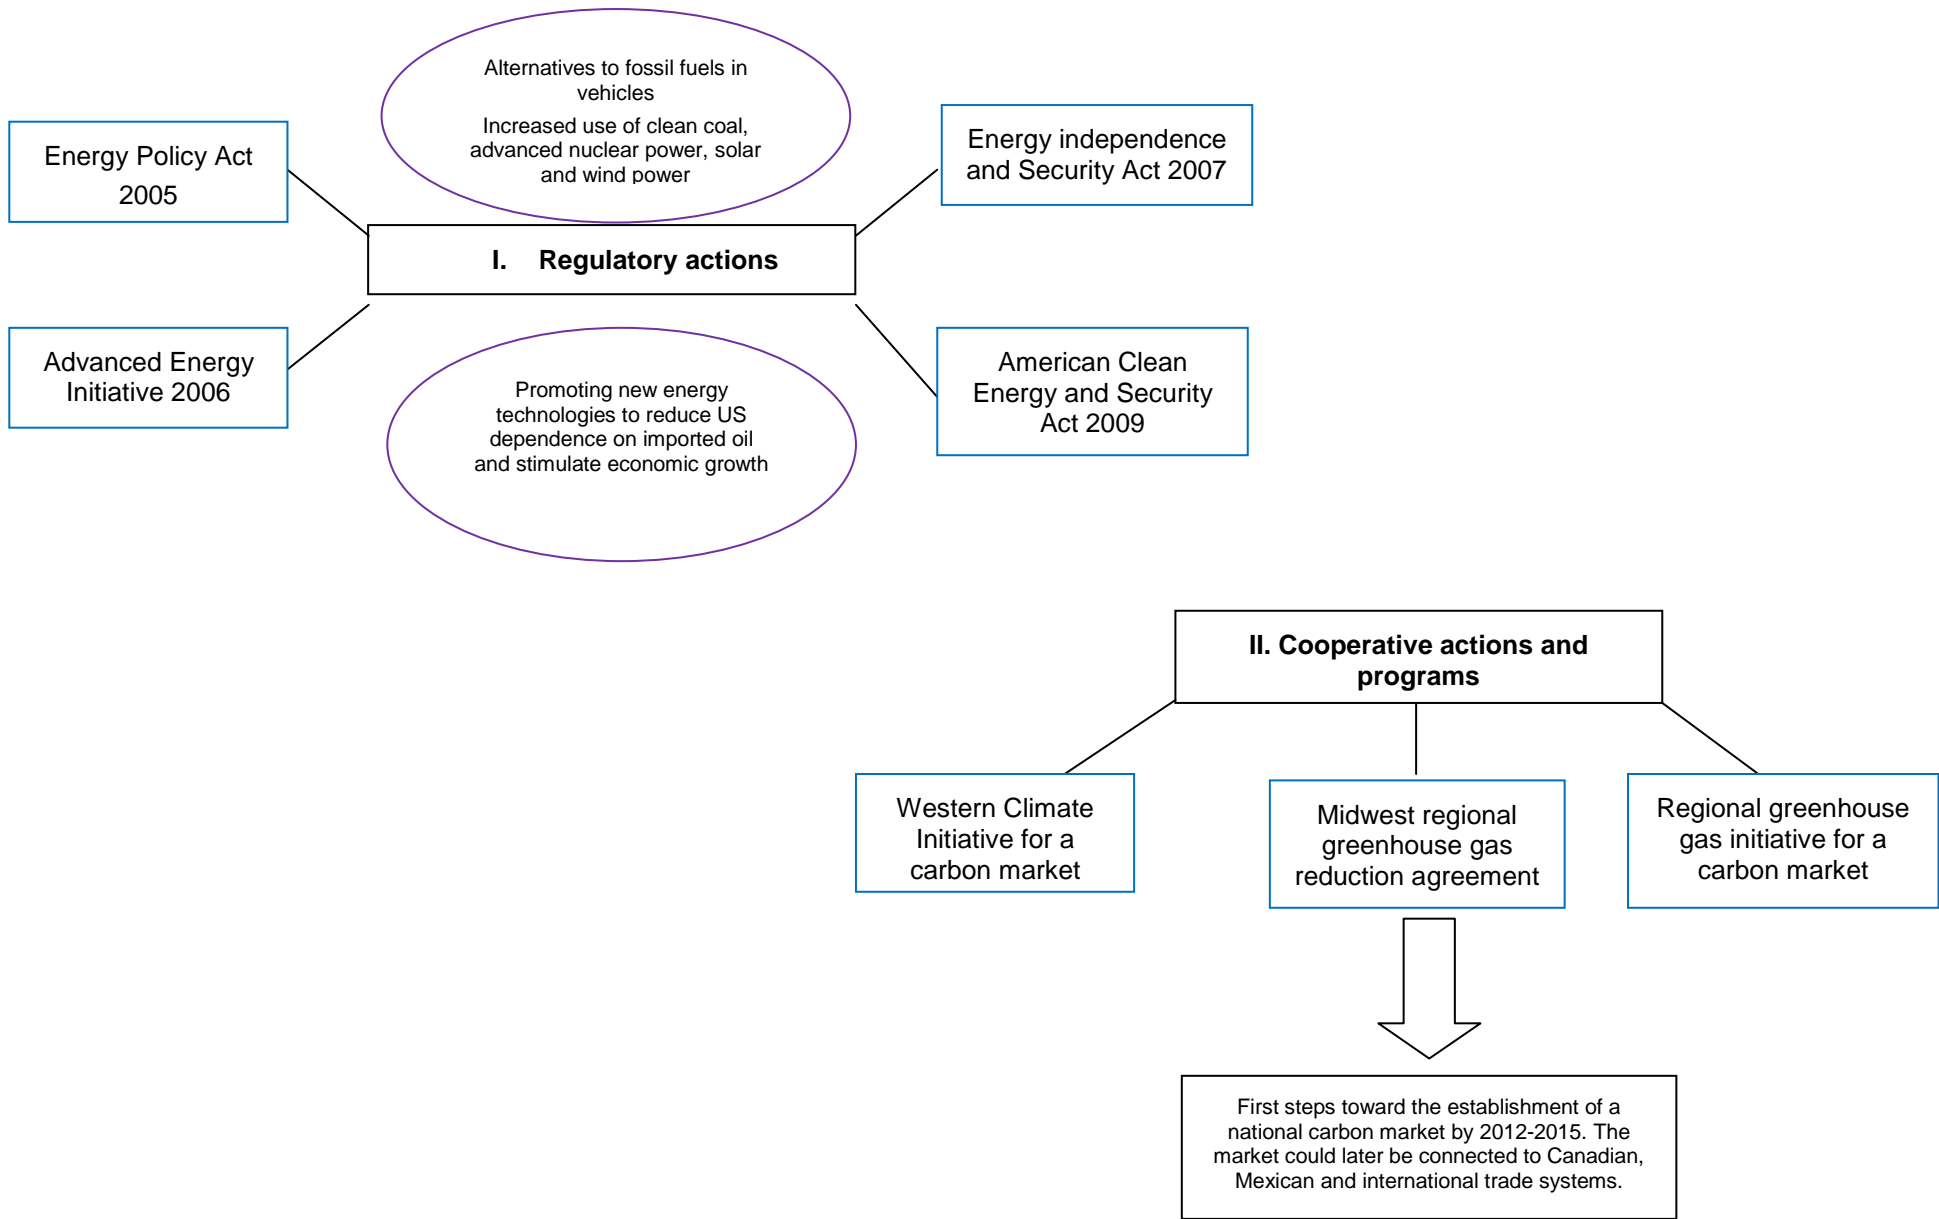 Alternatives to fossil fuels in
vehicles
Increased use of clean coal,
advanced nuclear power, solar
and wind power
Energy Policy Act
2005
Energy independence
and Security Act 2007
I. Regulatory actions
Advanced Energy
Initiative 2006
Promoting new energy
technologies to reduce US
dependence on imported oil
and stimulate economic growth
American Clean
Energy and Security
Act 2009
II. Cooperative actions and
programs
Western Climate
Initiative for a
carbon market
Midwest regional
greenhouse gas
reduction agreement
Regional greenhouse
gas initiative for a
carbon market
First steps toward the establishment of a
national carbon market by 2012-2015. The
market could later be connected to Canadian,
Mexican and international trade systems.